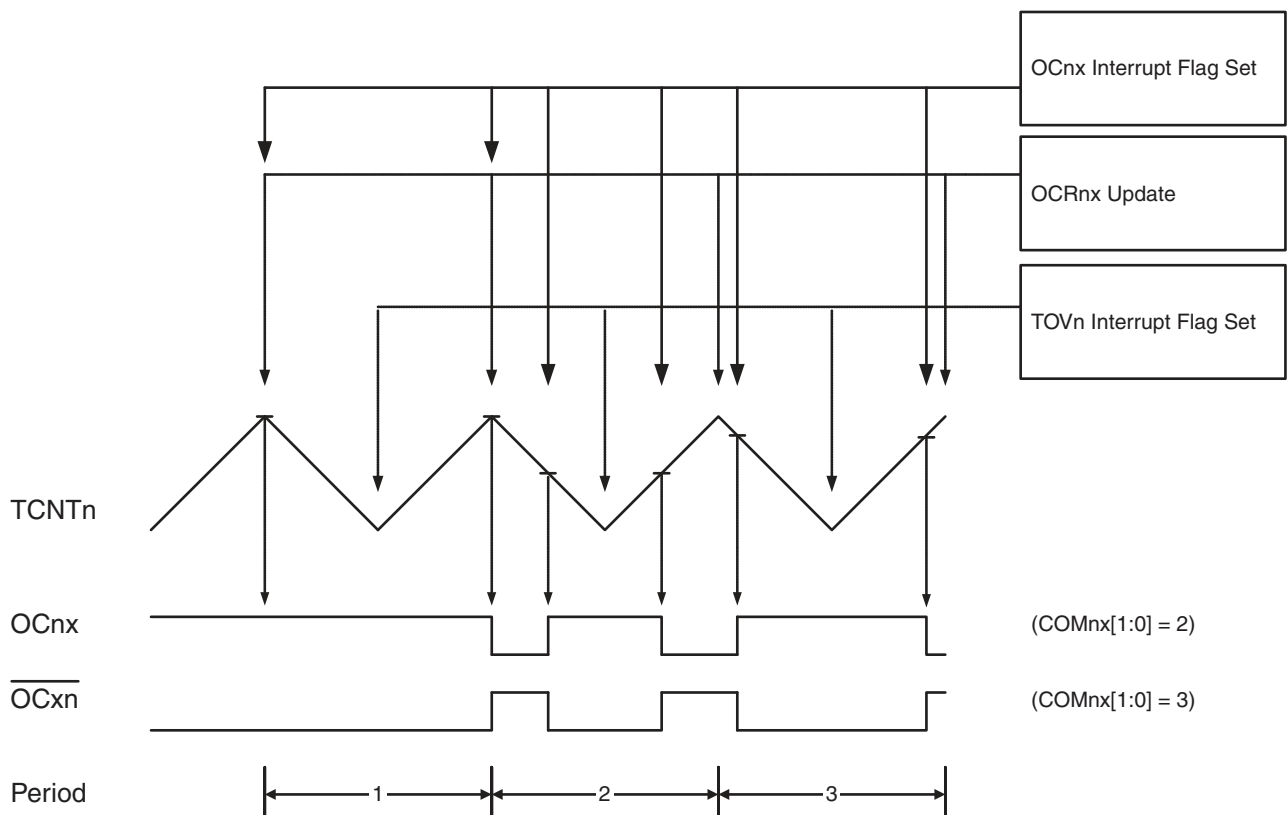 OCnx Interrupt Flag Set
OCRnx Update
TOVn Interrupt Flag Set
TCNTn
OCnx
(COMnx[1:0] = 2)
OCxn
(COMnx[1:0] = 3)
Period
1
2
3